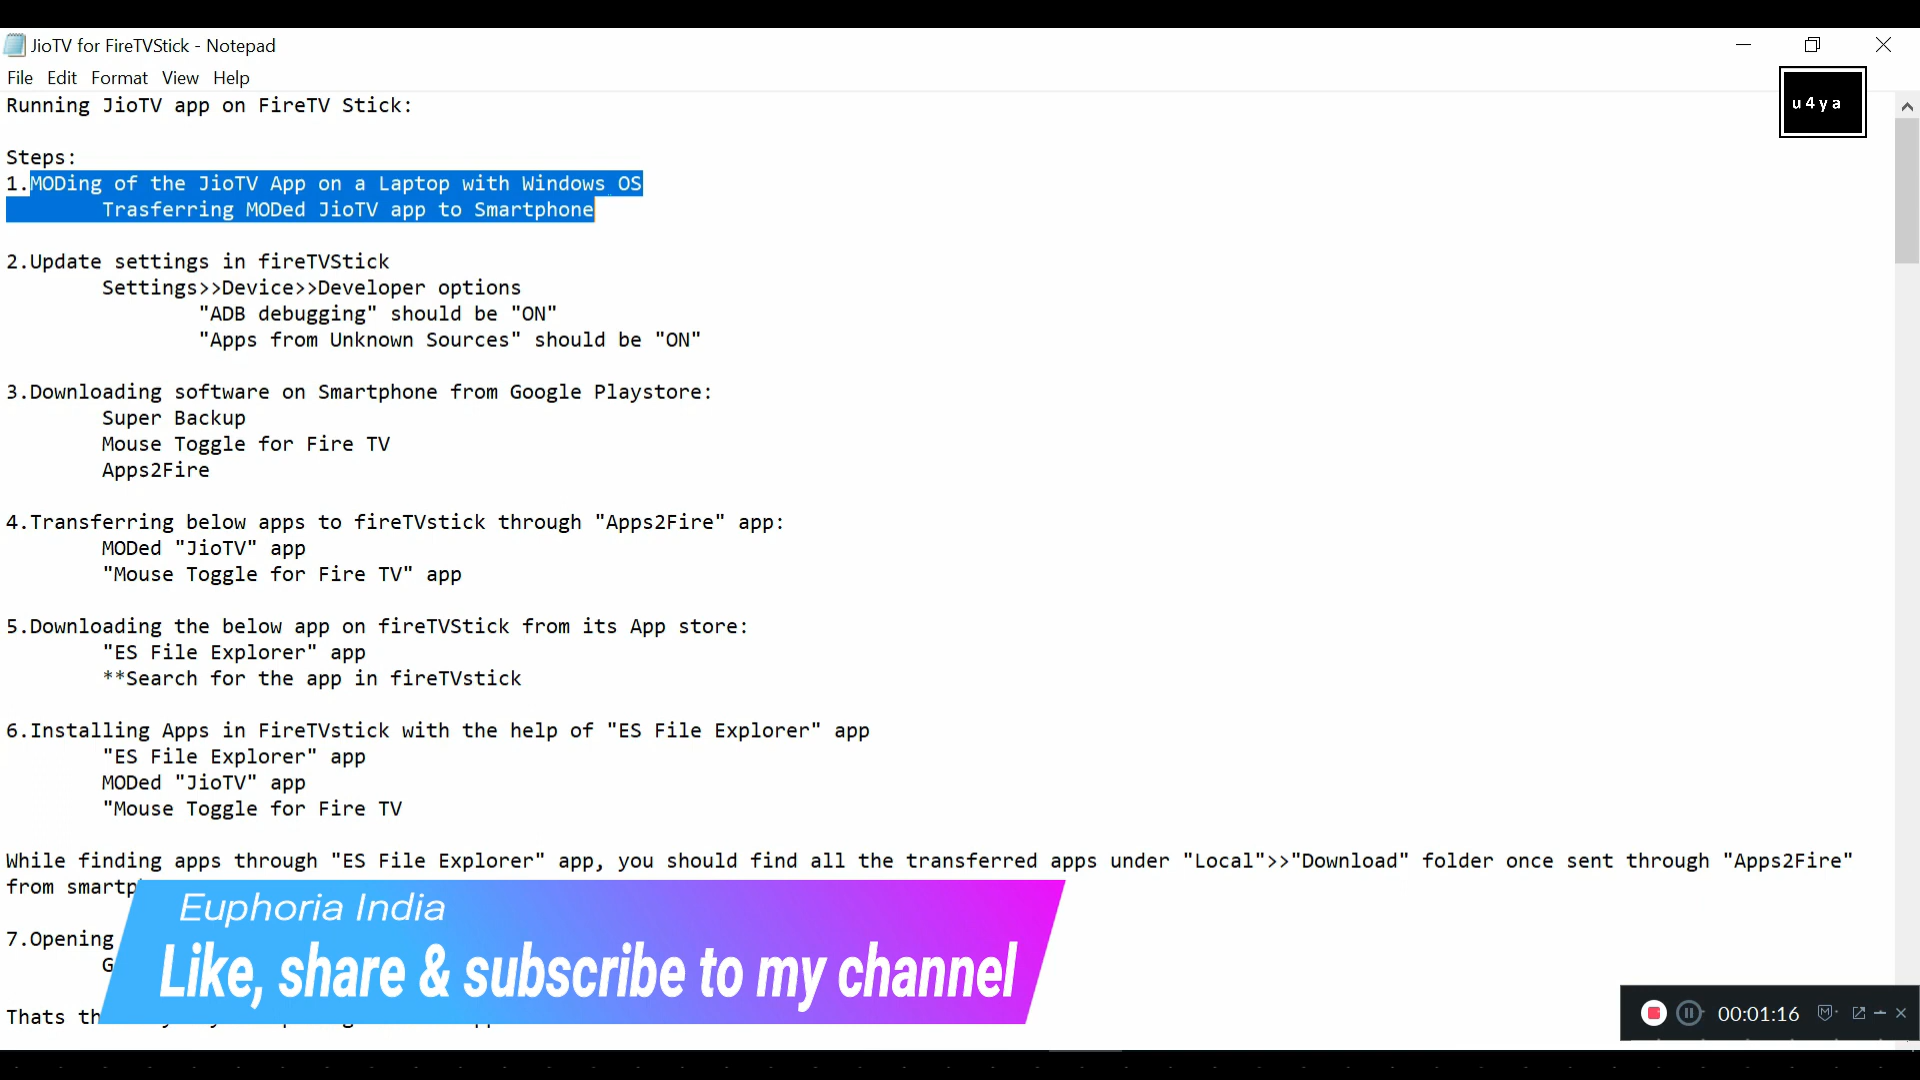 JioTV for FireTVStick - Notepad
File Edit Format View Help
u4ya
Running JioTV app on FireTV Stick:
Steps:
1.MODing of the JioTV App on a Laptop with Windows OS
Trasferring MODed JioTV app to Smartphone
2.Update settings in fireTVStick
Settings>>Device>>Developer options
"ADB debugging" should be "ON"
"Apps from Unknown Sources" should be "ON"
3.Downloading software on Smartphone from Google Playstore:
Super Backup
Mouse Toggle for Fire TV
Apps2Fire
4.Transferring below apps to fireTVstick through "Apps2Fire" app:
MODed "JioTV" app
"Mouse Toggle for Fire TV" app
5.Downloading the below app on fireTVStick from its App store:
"ES File Explorer" app
**Search for the app in fireTVstick
6.Installing Apps in FireTVstick with the help of "ES File Explorer" app
"ES File Explorer" app
MODed "JioTV" app
"Mouse Toggle for Fire TV
While finding apps through "ES File Explorer" app, you should find all the transferred apps under "Local">>"Download" folder once sent through "Apps2Fire"
from
7.Opening
Thats
Euphoria India
Like, share & subscribe to my channel
00:01:16